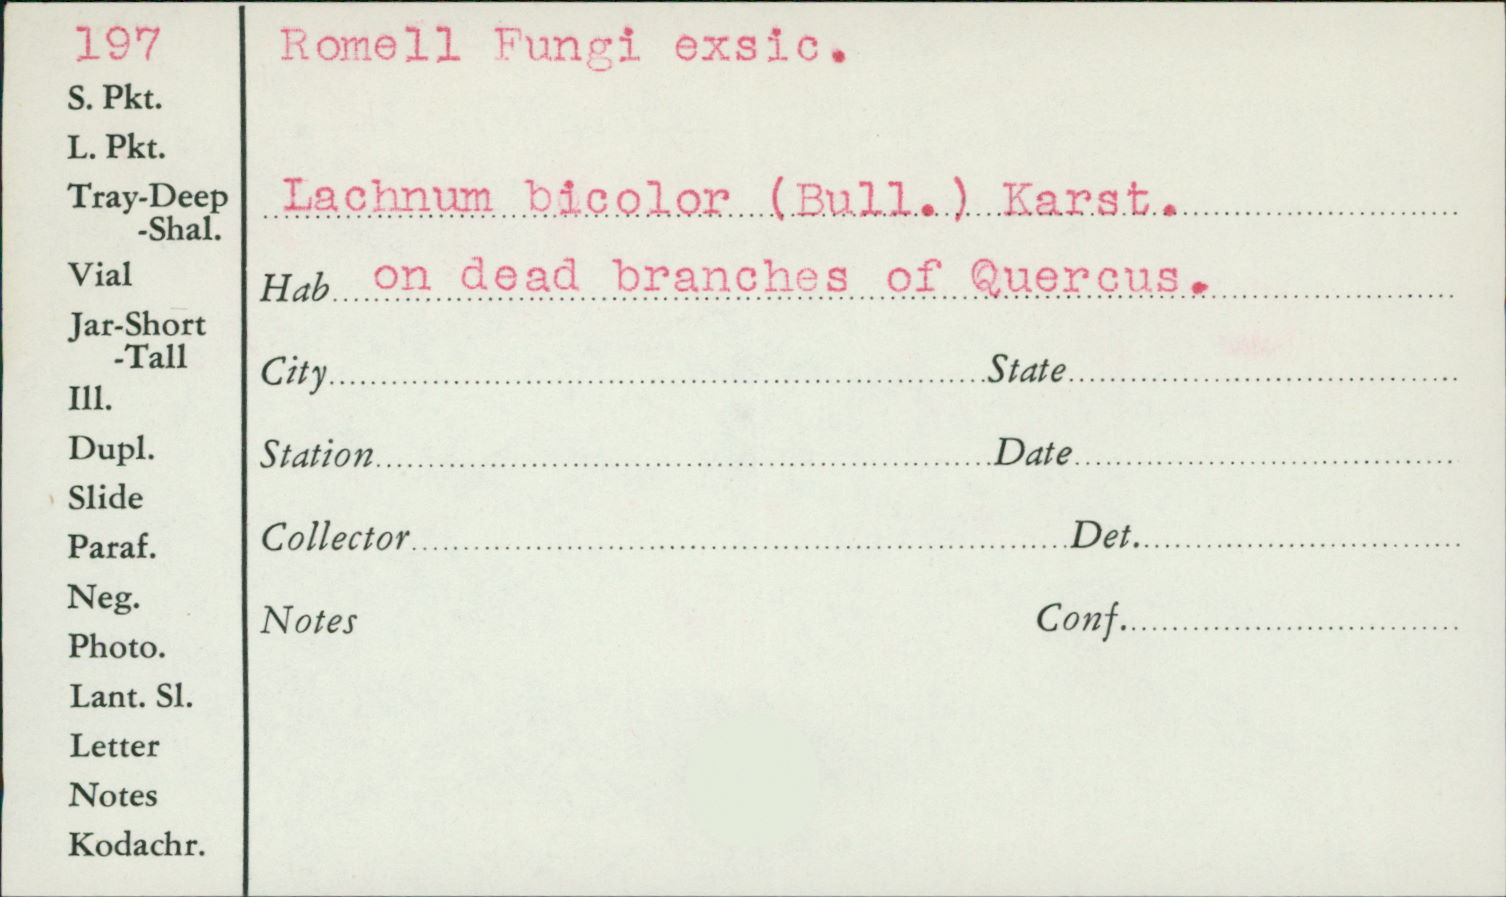 197
S. Pkt.
L. Pkt.
Tray-Deep
-Shal.
Vial
Jar-Short
-Tall
Ill.
Dupl.
Slide
Paraf.
Neg.
Photo.
Lant. Sl.
Letter
Notes
Kodachr.
Romell Fungi exsic.
Lachnum bicolor (Bull.) Karst.
Hab on dead branches of Quercus.
City State
Station Date
Collector Det.
Notes Conf.